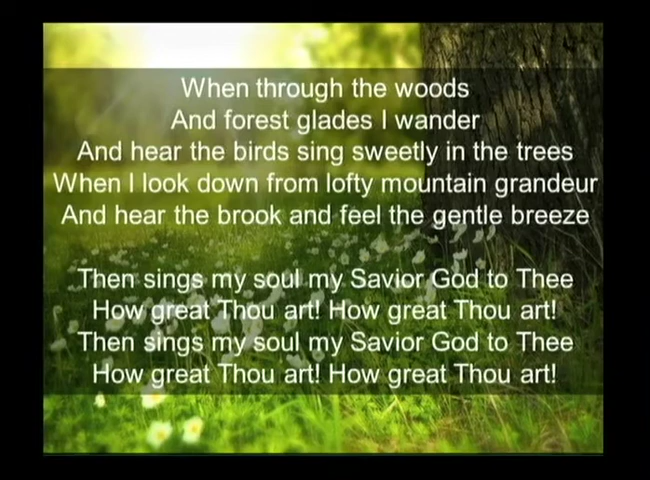 When through the woods
And forest glades I wander
And hear the birds sing sweetly in the trees
When I look down from lofty mountain grandeur
And hear the brook and feel the gentle breeze
Then sings my soul my Savior God to Thee
How great Thou art! How great Thou art!
Then sings my soul my Savior God to Thee
How great Thou art! How great Thou art!